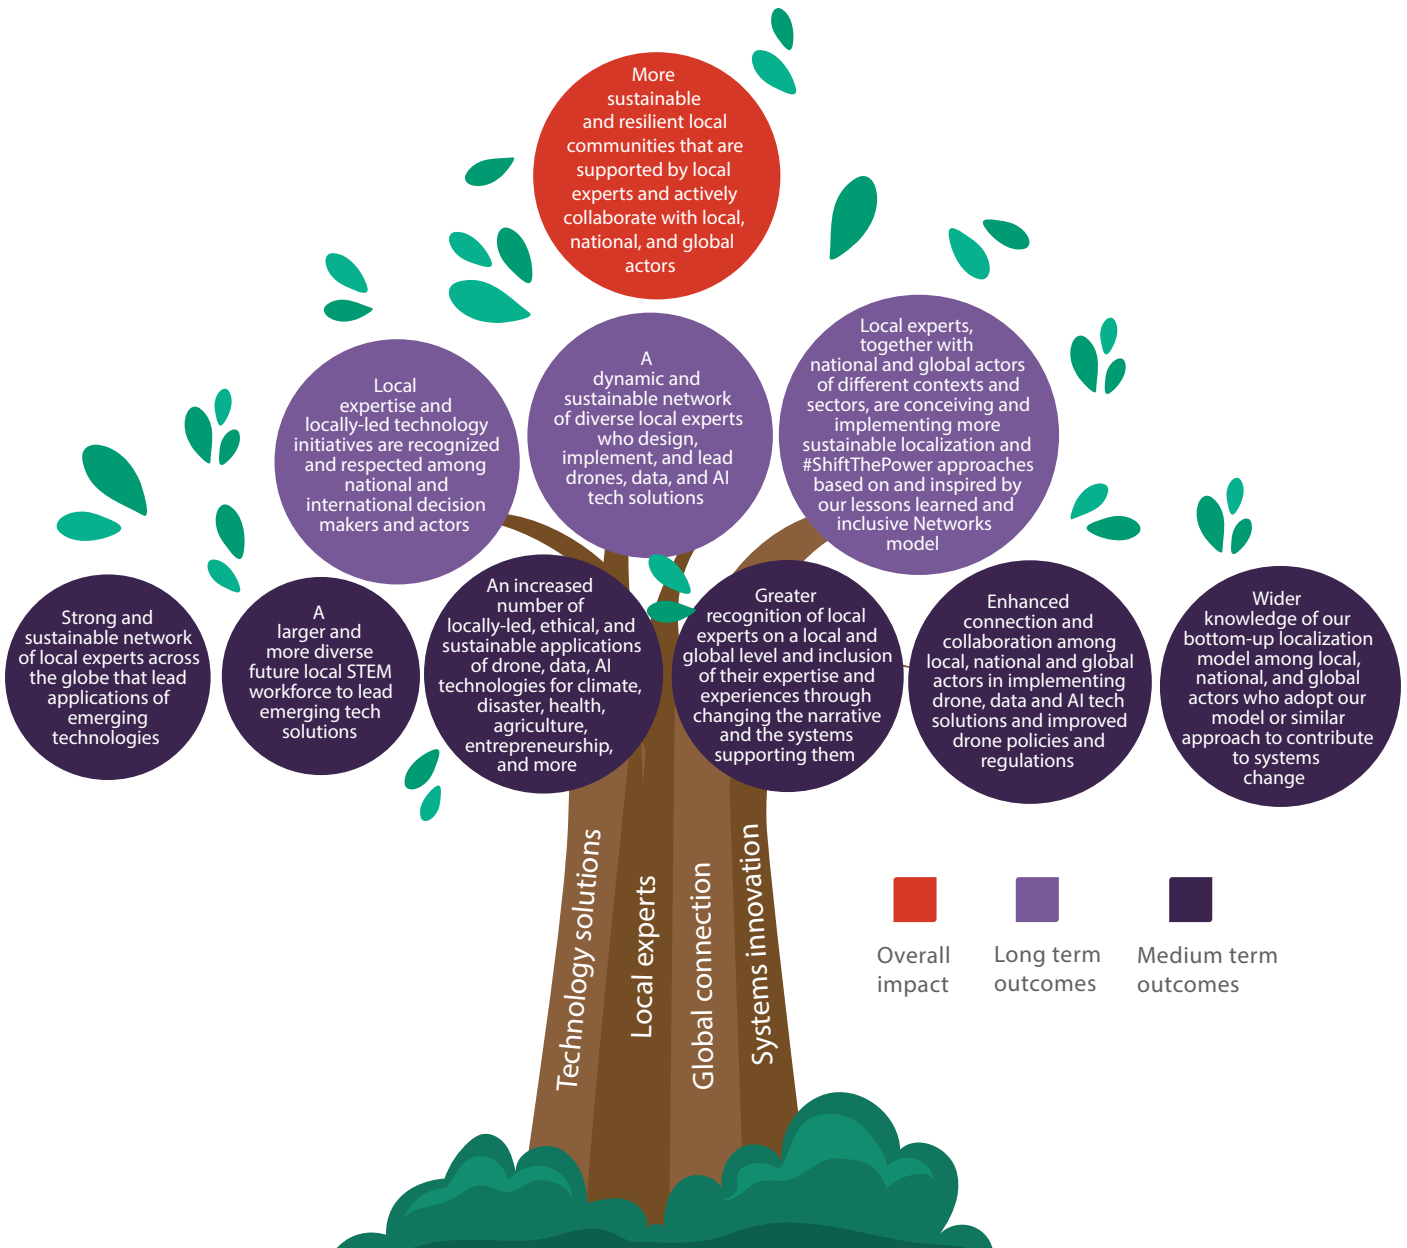 More
sustainable
and resilient local
communities that are
supported by local
experts and actively
collaborate with local,
national, and global
actors
Local
expertise and
locally-led technology
initiatives are recognized
and respected among
national and
international decision
makers and actors
A
dynamic and
sustainable network
of diverse local experts
who design,
implement, and lead
drones, data, and AI
tech solutions
Local experts,
together with
national and global actors
of different contexts and
sectors, are conceiving and
implementing more
sustainable localization and
#ShiftThePower approaches
based on and inspired by
our lessons learned and
inclusive Networks
model
Strong and
sustainable network
of local experts across
the globe that lead
applications of
emerging
technologies
A
larger and
more diverse
future local STEM
workforce to lead
emerging tech
solutions
An increased
number of
locally-led, ethical, and
sustainable applications
of drone, data, AI
technologies for climate,
disaster, health,
agriculture,
entrepreneurship,
and more
Greater
recognition of local
experts on a local and
global level and inclusion
of their expertise and
experiences through
changing the narrative
and the systems
supporting them
Enhanced
connection and
collaboration among
local, national and global
actors in implementing
drone, data and AI tech
solutions and improved
drone policies and
regulations
Wider
knowledge of our
bottom-up localization
model among local,
national, and global
actors who adopt our
model or similar
approach to contribute
to systems
change
Technology solutions
Local experts
Global connection
Systems innovation
Overall
impact
Long term
outcomes
Medium term
outcomes